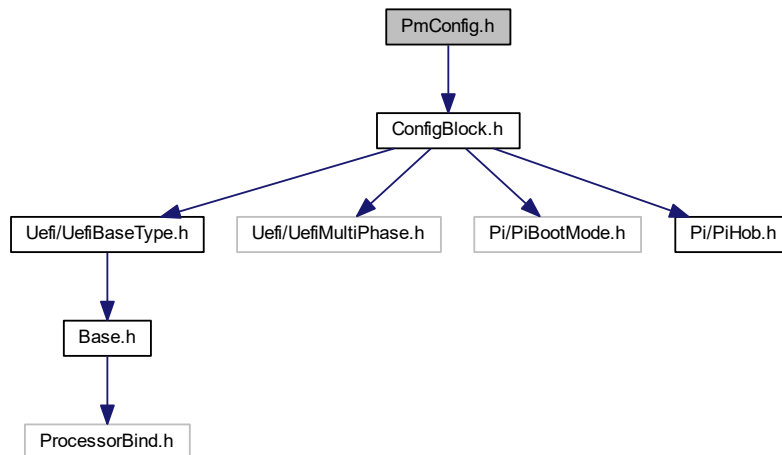 PmConfig.h
ConfigBlock.h
Uefi/UefiBaseType.h
Uefi/UefiMultiPhase.h
Pi/PiBootMode.h
Pi/PiHob.h
Base.h
ProcessorBind.h